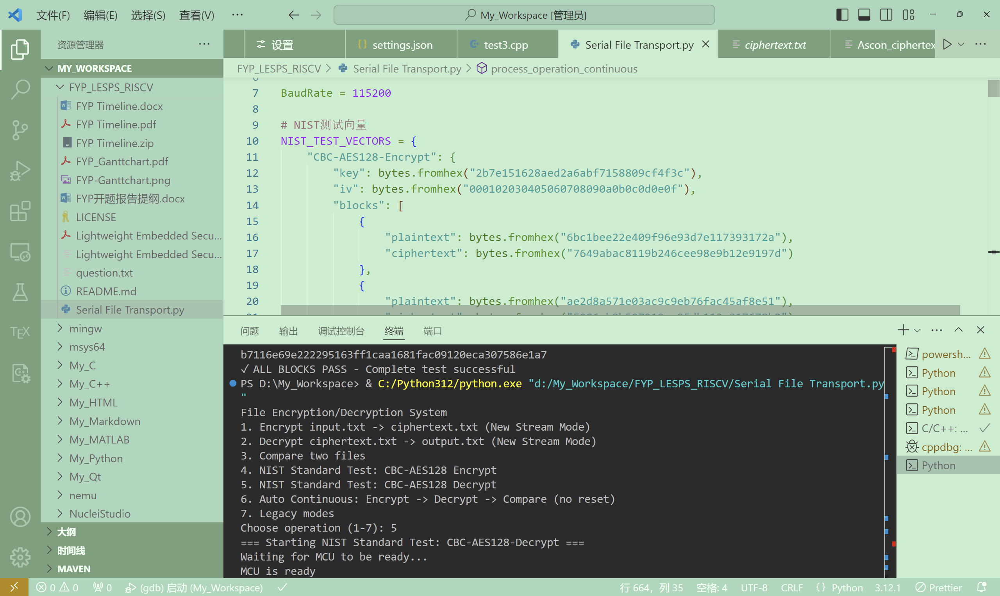 文件(F) 编辑(E) 选择(S) 查看(V) ··· My_Workspace [管理员]
资源管理器 ···
设置 settings.json test3.cpp Serial File Transport.py ciphertext.txt Ascon_ciphertex
FYP_LESPS_RISCV > Serial File Transport.py > process_operation_continuous
MY_WORKSPACE
FYP_LESPS_RISCV
FYP Timeline.docx
FYP Timeline.pdf
FYP Timeline.zip
FYP_Ganttchart.pdf
FYP-Ganttchart.png
FYP开题报告提纲.docx
LICENSE
Lightweight Embedded Secu...
Lightweight Embedded Secu...
question.txt
README.md
Serial File Transport.py
mingw
msys64
My_C
My_C++
My_HTML
My_Markdown
My_MATLAB
My_Python
My_Qt
nemu
NucleiStudio
大纲
时间线
MAVEN
TEX
7 BaudRate = 115200
8
9 # NIST测试向量
10 NIST_TEST_VECTORS = {
11 "CBC-AES128-Encrypt": {
12 "key": bytes.fromhex("2b7e151628aed2a6abf7158809cf4f3c"),
13 "iv": bytes.fromhex("000102030405060708090a0b0c0d0e0f"),
14 "blocks": [
15 {
16 "plaintext": bytes.fromhex("6bc1bee22e409f96e93d7e117393172a"),
17 "ciphertext": bytes.fromhex("7649abac8119b246cee98e9b12e9197d")
18 },
19 {
20 "plaintext": bytes.fromhex("ae2d8a571e03ac9c9eb76fac45af8e51"),
问题 输出 调试控制台 终端 端口
b7116e69e222295163ff1caa1681fac09120eca307586e1a7
✓ ALL BLOCKS PASS - Complete test successful
PS D:\My_Workspace> & C:/Python312/python.exe "d:/My_Workspace/FYP_LESPS_RISCV/Serial File Transport.py
"
File Encryption/Decryption System
1. Encrypt input.txt -> ciphertext.txt (New Stream Mode)
2. Decrypt ciphertext.txt -> output.txt (New Stream Mode)
3. Compare two files
4. NIST Standard Test: CBC-AES128 Encrypt
5. NIST Standard Test: CBC-AES128 Decrypt
6. Auto Continuous: Encrypt -> Decrypt -> Compare (no reset)
7. Legacy modes
Choose operation (1-7): 5
=== Starting NIST Standard Test: CBC-AES128-Decrypt ===
Waiting for MCU to be ready...
MCU is ready
powersh...
Python
Python
Python
C/C++: ...
cppdbg: ...
Python
0 0 0 (gdb) 启动 (My_Workspace) 行 664，列 35 空格: 4 UTF-8 CRLF {} Python 3.12.1 Prettier